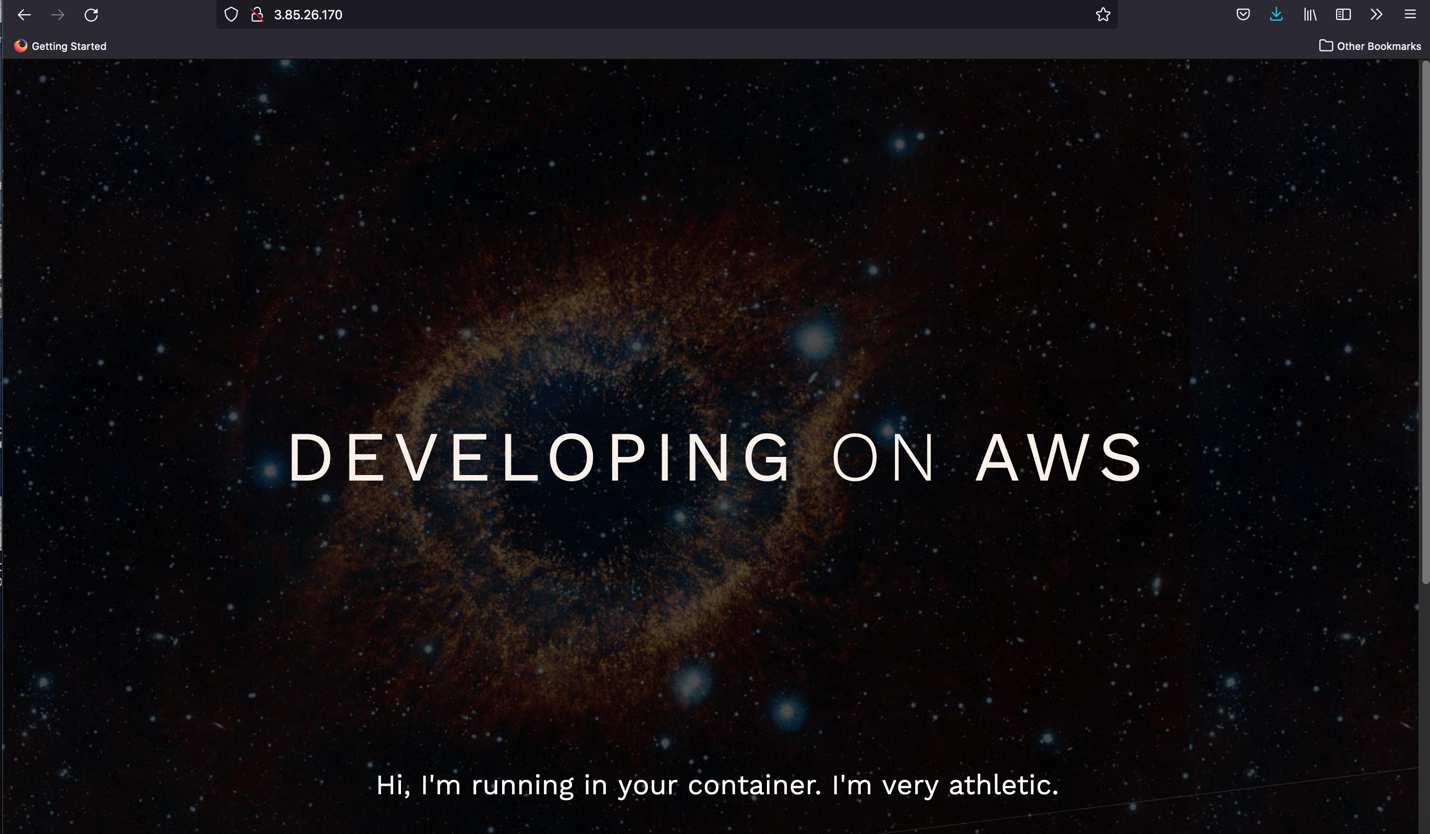 3.85.26.170
Getting Started
Other Bookmarks
DEVELOPING ON AWS
Hi, I'm running in your container. I'm very athletic.